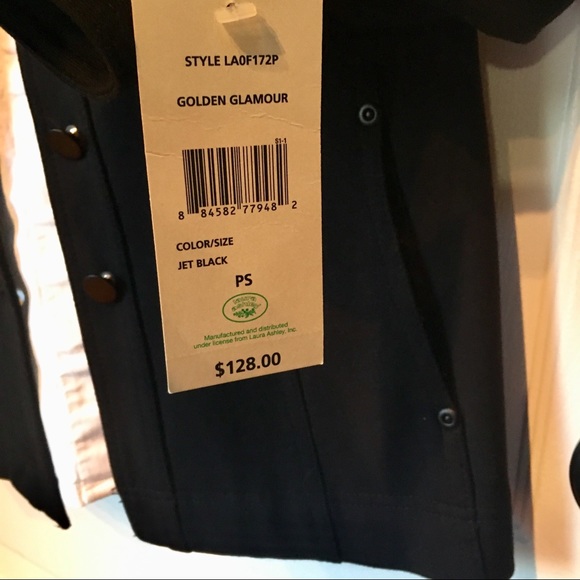 STYLE LA0F172P
GOLDEN GLAMOUR
S1-1
8 84582 77948 2
COLOR/SIZE
JET BLACK
PS
Manufactured and distributed
under license from Laura Ashley, Inc.
$128.00